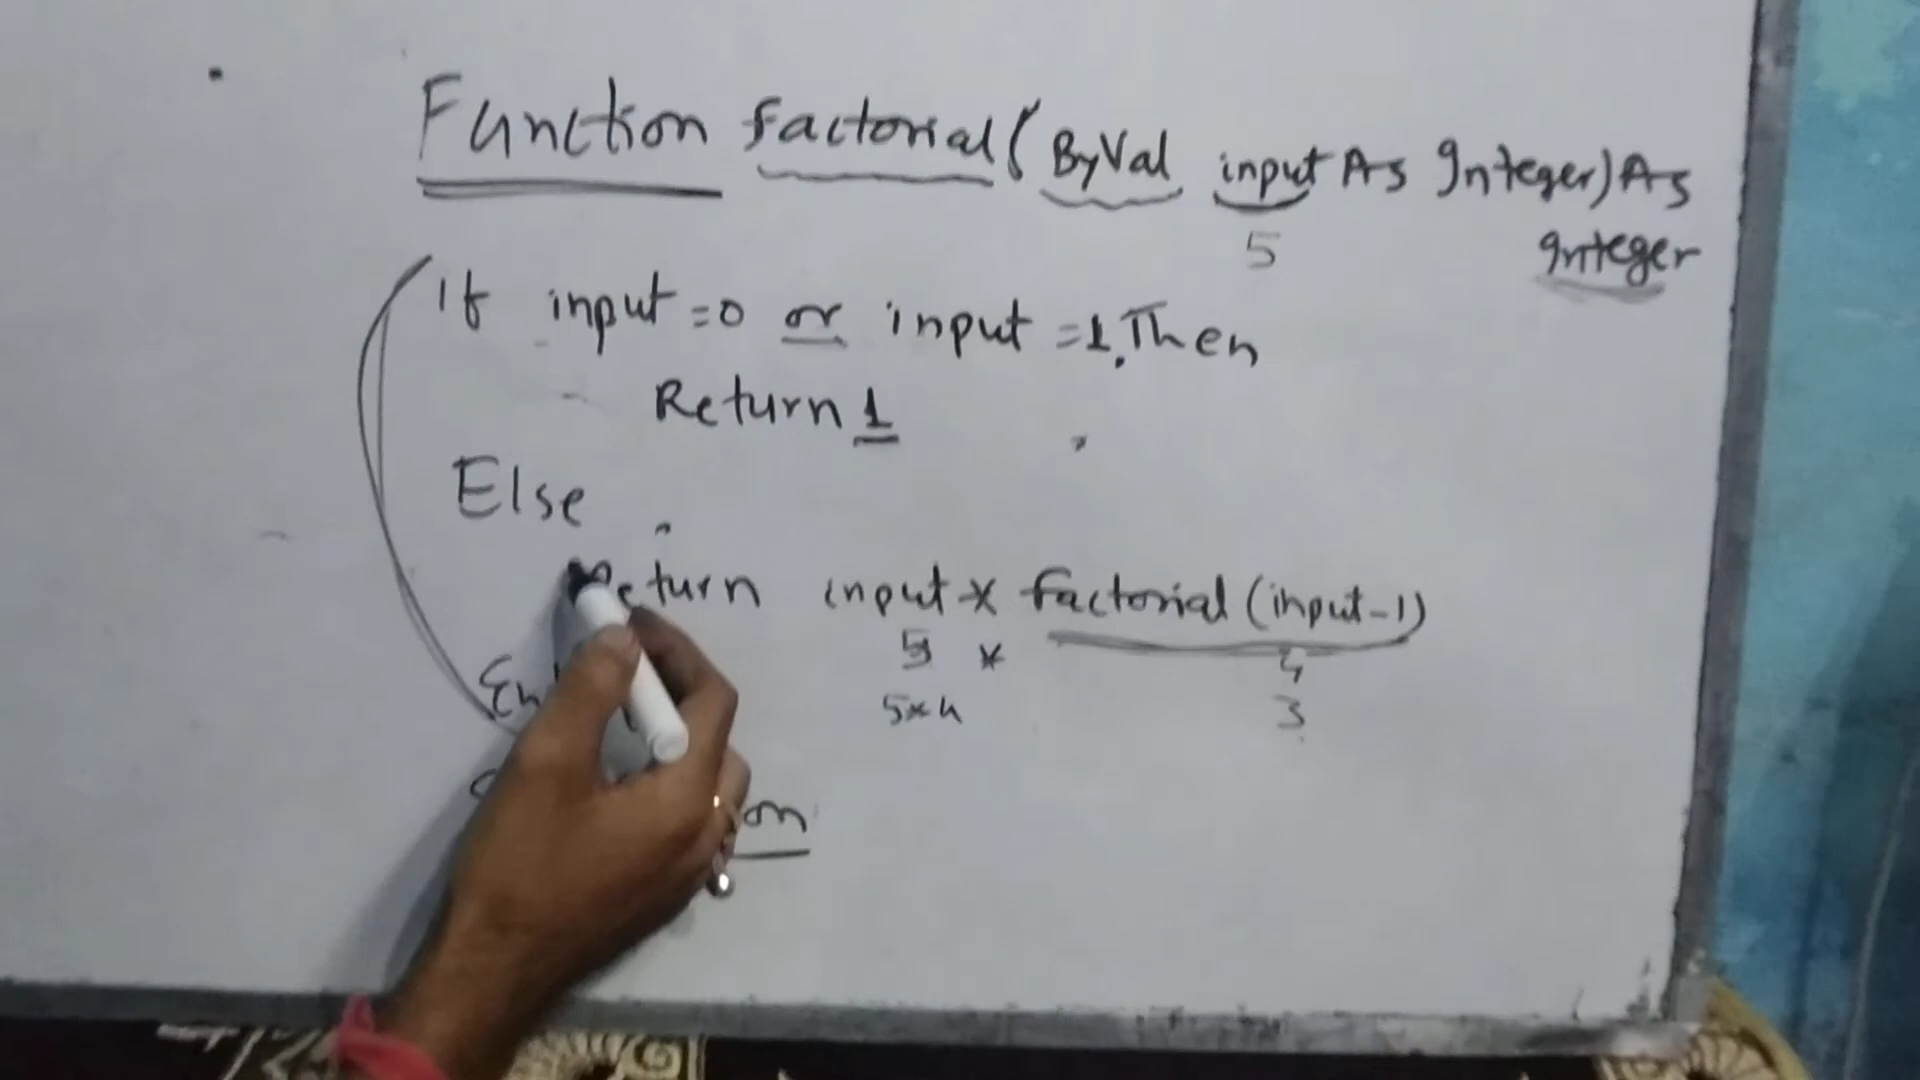 Function factorial (ByVal input As Integer) As
Integer
5
If input = 0 or input = 1 Then
Return 1
Else
Return input * factorial (input-1)
5 * 4
5*4 3